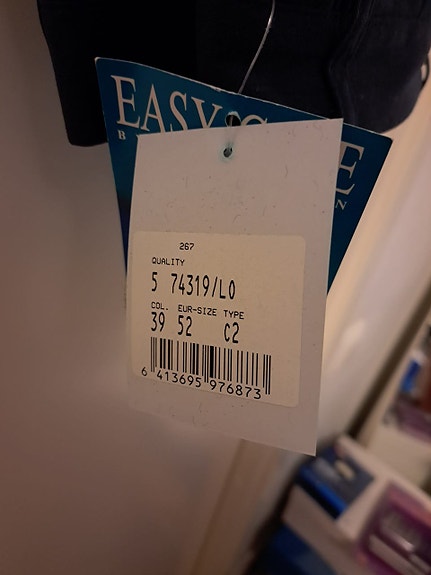 EASY
B
N
267
QUALITY
5 74319/L0
COL. EUR-SIZE TYPE
39 52 C2
6 413695 976873